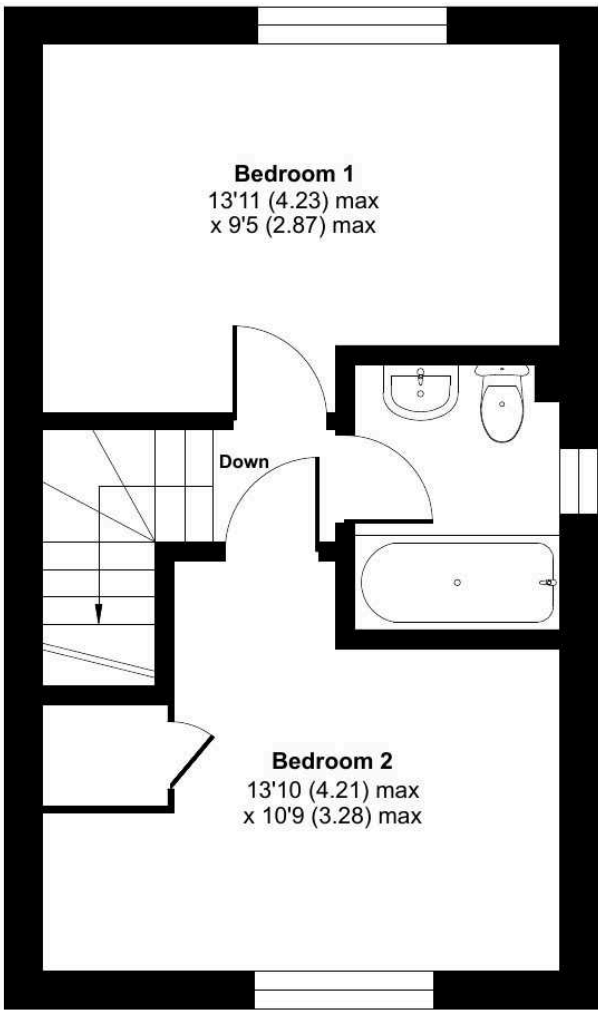 Bedroom 1
13'11 (4.23) max
x 9'5 (2.87) max
Down
Bedroom 2
13'10 (4.21) max
x 10'9 (3.28) max